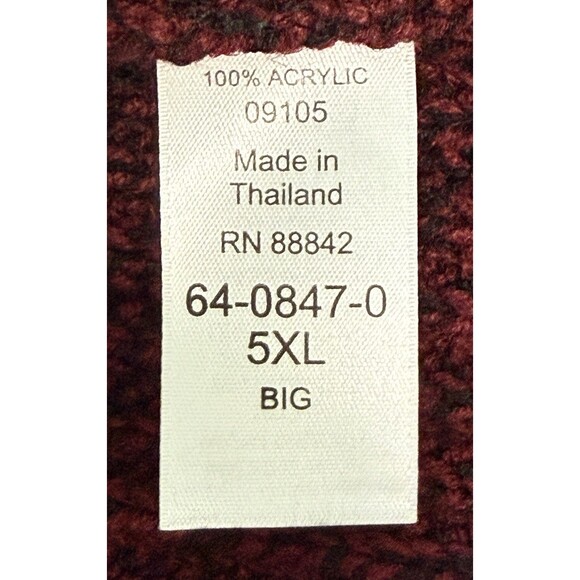 100% ACRYLIC
09105
Made in
Thailand
RN 88842
64-0847-0
5XL
BIG